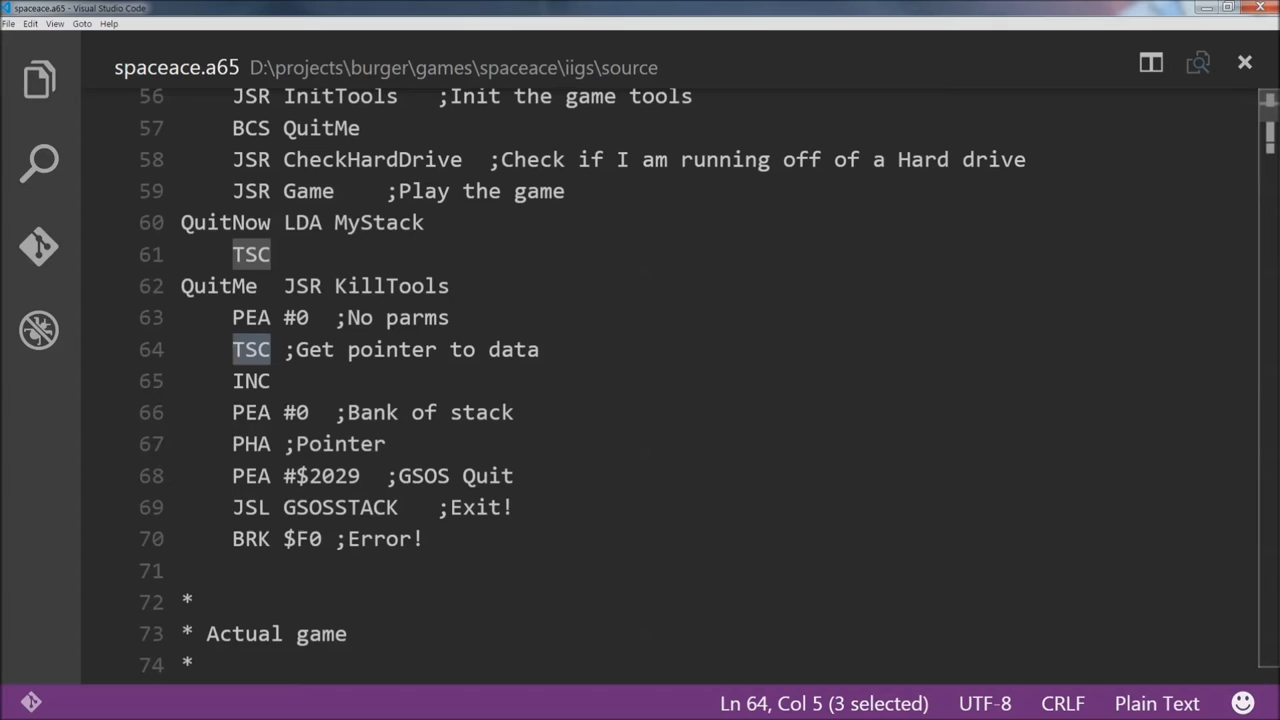 spaceace.a65 - Visual Studio Code
File Edit View Goto Help
spaceace.a65 D:\projects\burger\games\spaceace\iigs\source
56 JSR InitTools ;Init the game tools
57 BCS QuitMe
58 JSR CheckHardDrive ;Check if I am running off of a Hard drive
59 JSR Game ;Play the game
60 QuitNow LDA MyStack
61 TSC
62 QuitMe JSR KillTools
63 PEA #0 ;No parms
64 TSC ;Get pointer to data
65 INC
66 PEA #0 ;Bank of stack
67 PHA ;Pointer
68 PEA #$2029 ;GSOS Quit
69 JSL GSOSSTACK ;Exit!
70 BRK $F0 ;Error!
71
72 *
73 * Actual game
74 *
Ln 64, Col 5 (3 selected) UTF-8 CRLF Plain Text